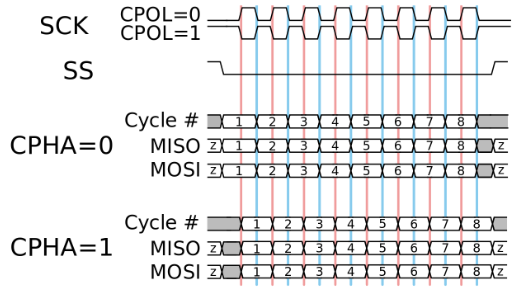 SCK CPOL=0
CPOL=1
SS
CPHA=0
Cycle # 1 2 3 4 5 6 7 8
MISO z 1 2 3 4 5 6 7 8 z
MOSI z 1 2 3 4 5 6 7 8 z
CPHA=1
Cycle # 1 2 3 4 5 6 7 8
MISO z 1 2 3 4 5 6 7 8 z
MOSI z 1 2 3 4 5 6 7 8 z